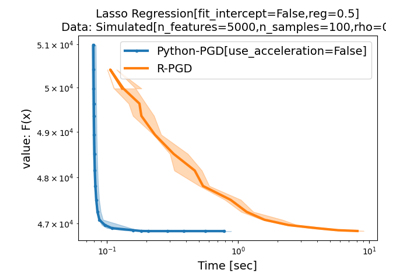 Lasso Regression[fit_intercept=False,reg=0.5]
Data: Simulated[n_features=5000,n_samples=100,rho=0
Python-PGD[use_acceleration=False]
R-PGD
value: F(x)
5.1 × 10⁴
5 × 10⁴
4.9 × 10⁴
4.8 × 10⁴
4.7 × 10⁴
10⁻¹ 10⁰ 10¹
Time [sec]